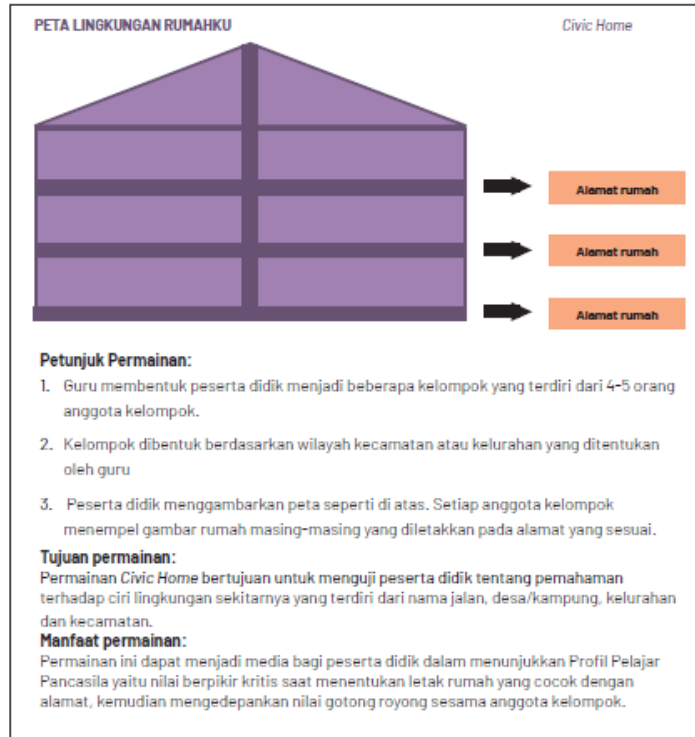 PETA LINGKUNGAN RUMAHKU
Civic Home
Alamat rumah
Alamat rumah
Alamat rumah
Petunjuk Permainan:
1. Guru membentuk peserta didik menjadi beberapa kelompok yang terdiri dari 4-5 orang
anggota kelompok.
2. Kelompok dibentuk berdasarkan wilayah kecamatan atau kelurahan yang ditentukan
oleh guru
3. Peserta didik menggambarkan peta seperti di atas. Setiap anggota kelompok
menempel gambar rumah masing-masing yang diletakkan pada alamat yang sesuai.
Tujuan permainan:
Permainan Civic Home bertujuan untuk menguji peserta didik tentang pemahaman
terhadap ciri lingkungan sekitarnya yang terdiri dari nama jalan, desa/kampung, kelurahan
dan kecamatan.
Manfaat permainan:
Permainan ini dapat menjadi media bagi peserta didik dalam menunjukkan Profil Pelajar
Pancasila yaitu nilai berpikir kritis saat menentukan letak rumah yang cocok dengan
alamat, kemudian mengedepankan nilai gotong royong sesama anggota kelompok.